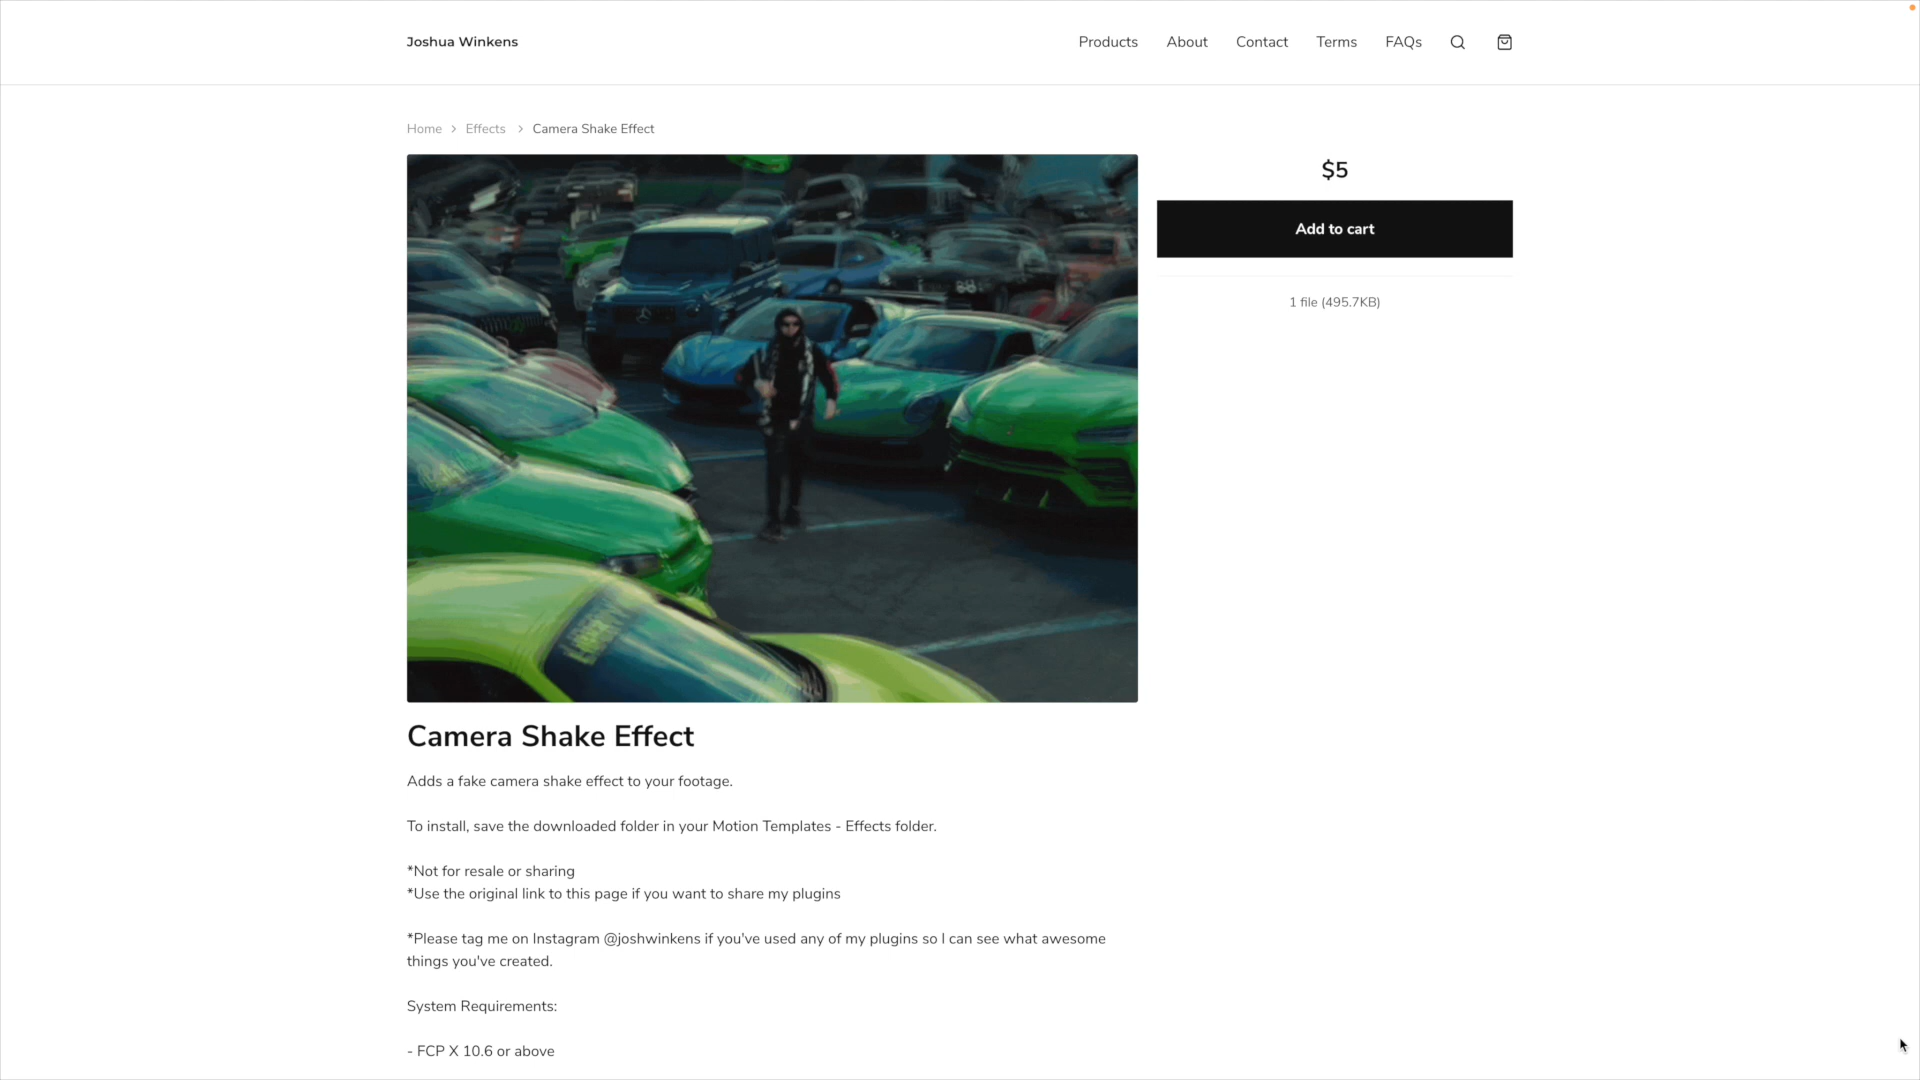 Joshua Winkens
Products About Contact Terms FAQs
Home > Effects > Camera Shake Effect
$5
Add to cart
1 file (495.7KB)
Camera Shake Effect
Adds a fake camera shake effect to your footage.
To install, save the downloaded folder in your Motion Templates - Effects folder.
*Not for resale or sharing
*Use the original link to this page if you want to share my plugins
*Please tag me on Instagram @joshwinkens if you've used any of my plugins so I can see what awesome
things you've created.
System Requirements:
- FCP X 10.6 or above